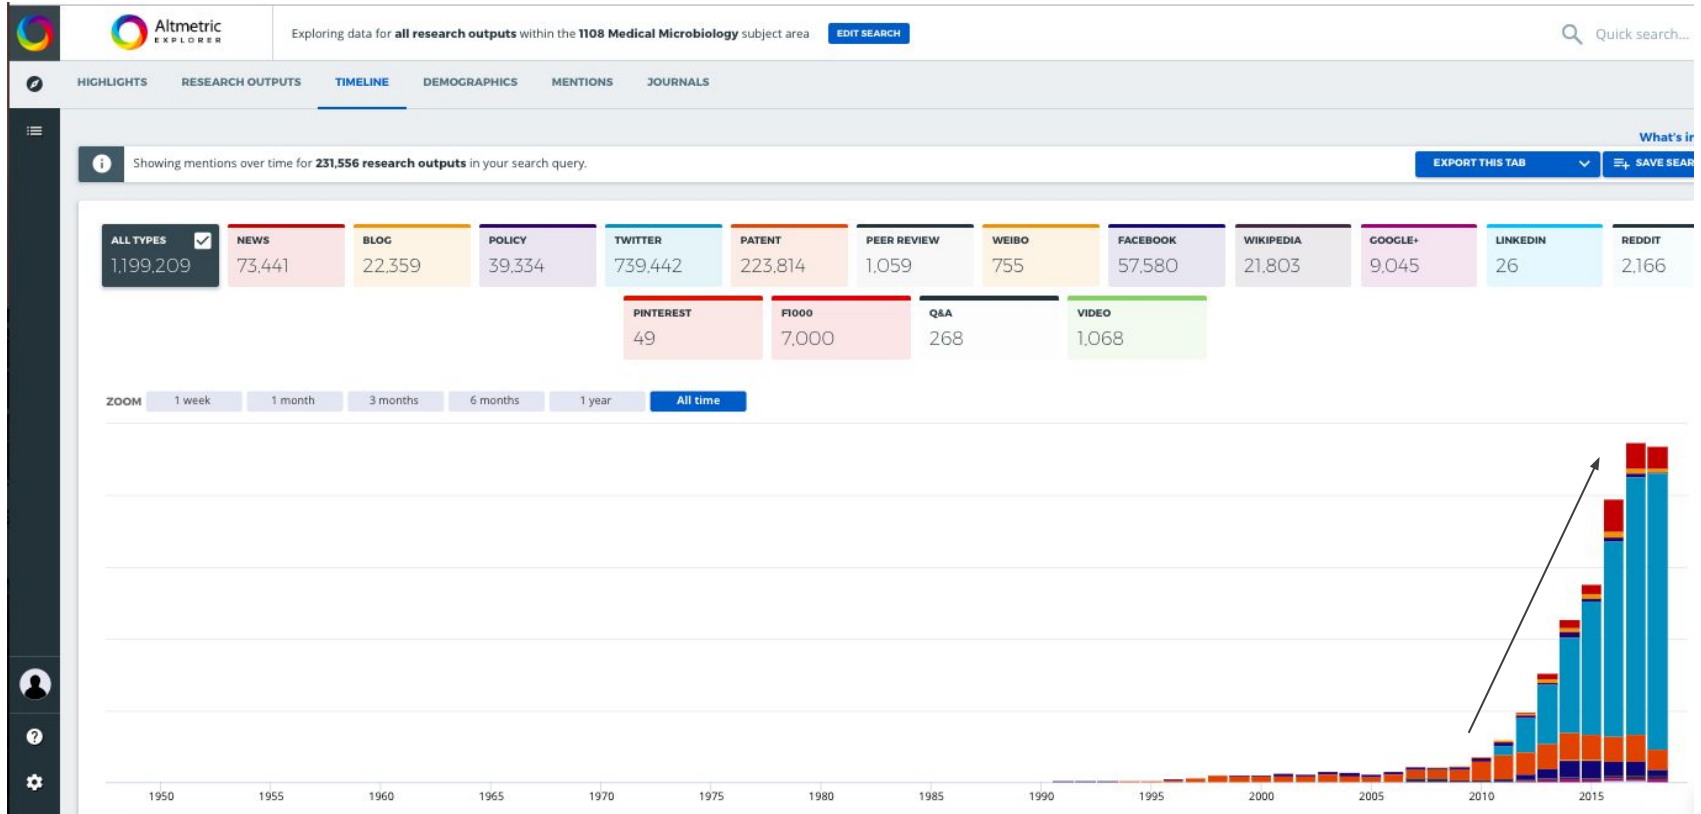 Altmetric
EXPLORER
Exploring data for all research outputs within the 1108 Medical Microbiology subject area EDIT SEARCH
Quick search...
HIGHLIGHTS RESEARCH OUTPUTS TIMELINE DEMOGRAPHICS MENTIONS JOURNALS
What's in
Showing mentions over time for 231,556 research outputs in your search query.
EXPORT THIS TAB SAVE SEAR
ALL TYPES NEWS BLOG POLICY TWITTER PATENT PEER REVIEW WEIBO FACEBOOK WIKIPEDIA GOOGLE+ LINKEDIN REDDIT
1,199,209 73,441 22,359 39,334 739,442 223,814 1,059 755 57,580 21,803 9,045 26 2,166
PINTEREST F1000 Q&A VIDEO
49 7,000 268 1,068
ZOOM 1 week 1 month 3 months 6 months 1 year All time
1950 1955 1960 1965 1970 1975 1980 1985 1990 1995 2000 2005 2010 2015